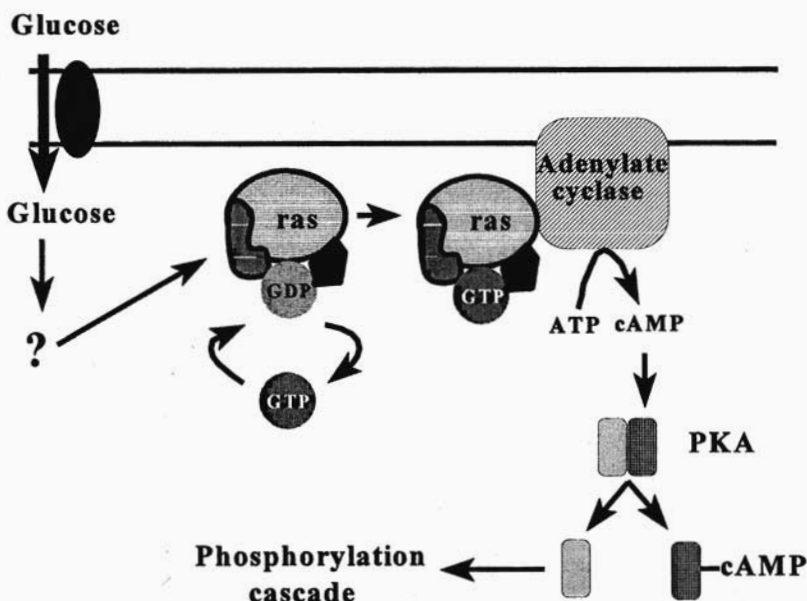 Glucose
Adenylate
cyclase
Glucose
ras
ras
GDP
GTP
?
ATP cAMP
GTP
PKA
Phosphorylation
cascade
cAMP